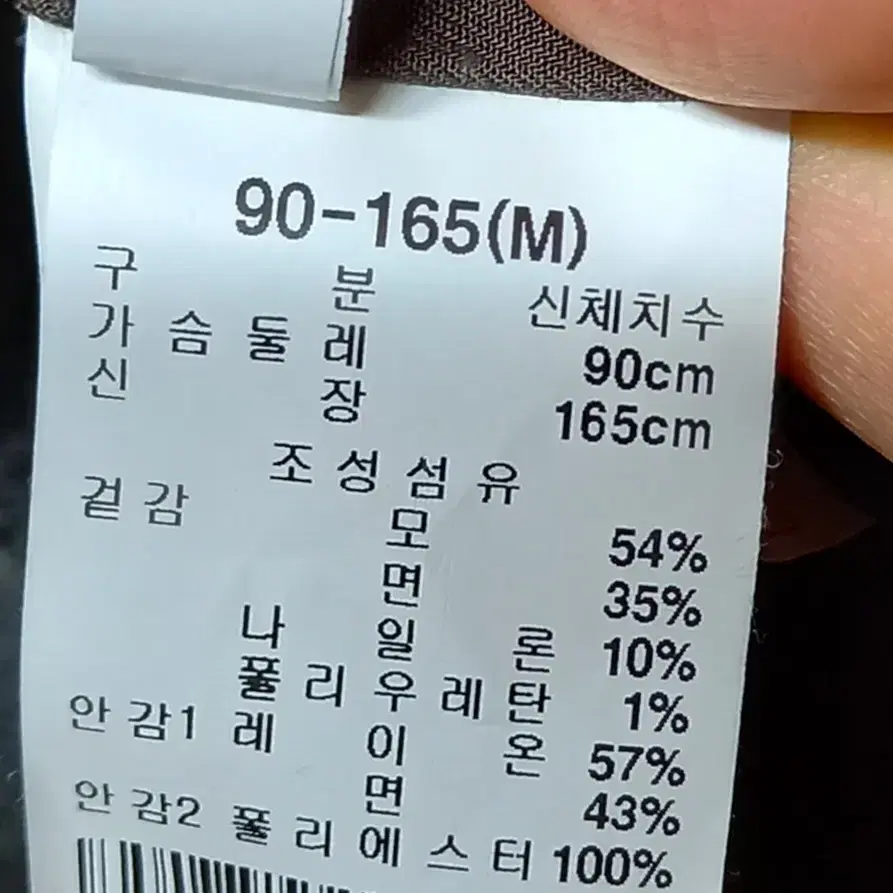 90-165(M)
구 분 신체치수
가 슴 둘 레 90cm
신 장 165cm
조 성 섬 유
겉 감 모 54%
면 35%
나 일 론 10%
폴 리 우 레 탄 1%
안 감1 레 이 온 57%
면 43%
안 감2 폴 리 에 스 터 100%